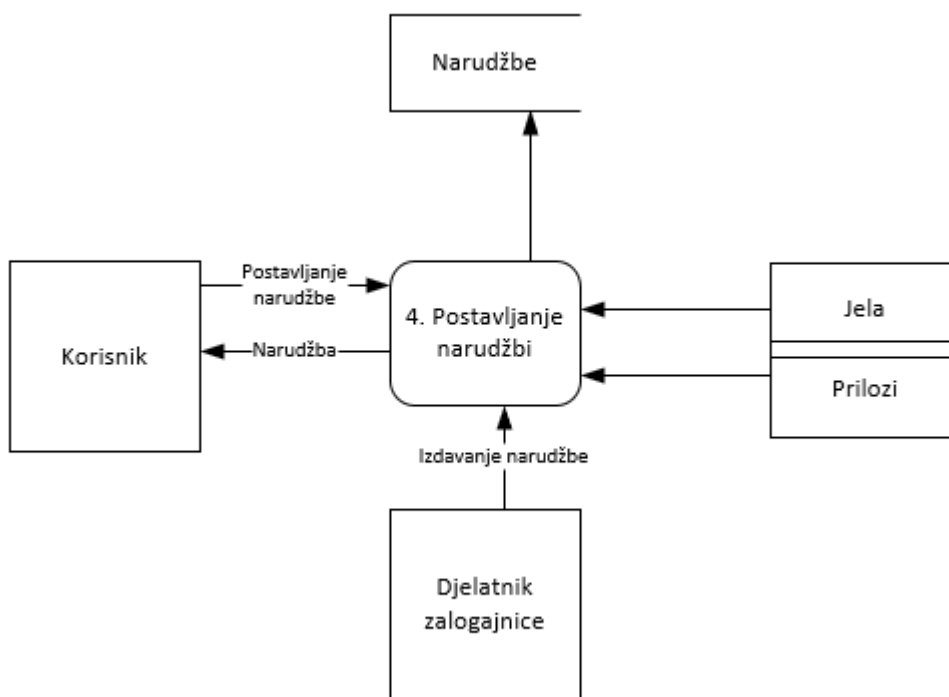 Narudžbe
Postavljanje
narudžbe
Korisnik
Narudžba
4. Postavljanje
narudžbi
Jela
Prilozi
Izdavanje narudžbe
Djelatnik
zalogajnice